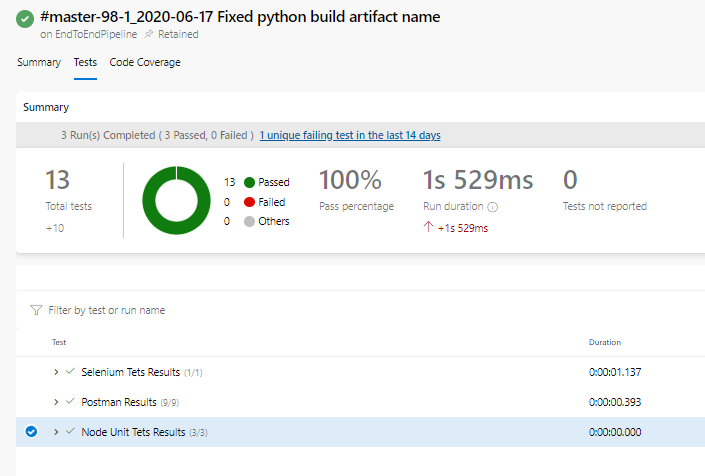 #master-98-1_2020-06-17 Fixed python build artifact name
on EndToEndPipeline Retained
Summary Tests Code Coverage
Summary
3 Run(s) Completed ( 3 Passed, 0 Failed ) 1 unique failing test in the last 14 days
13
Total tests
+10
13 Passed
0 Failed
0 Others
100%
Pass percentage
1s 529ms
Run duration
+1s 529ms
0
Tests not reported
Filter by test or run name
Test Duration
Selenium Tets Results (1/1) 0:00:01.137
Postman Results (9/9) 0:00:00.393
Node Unit Tets Results (3/3) 0:00:00.000